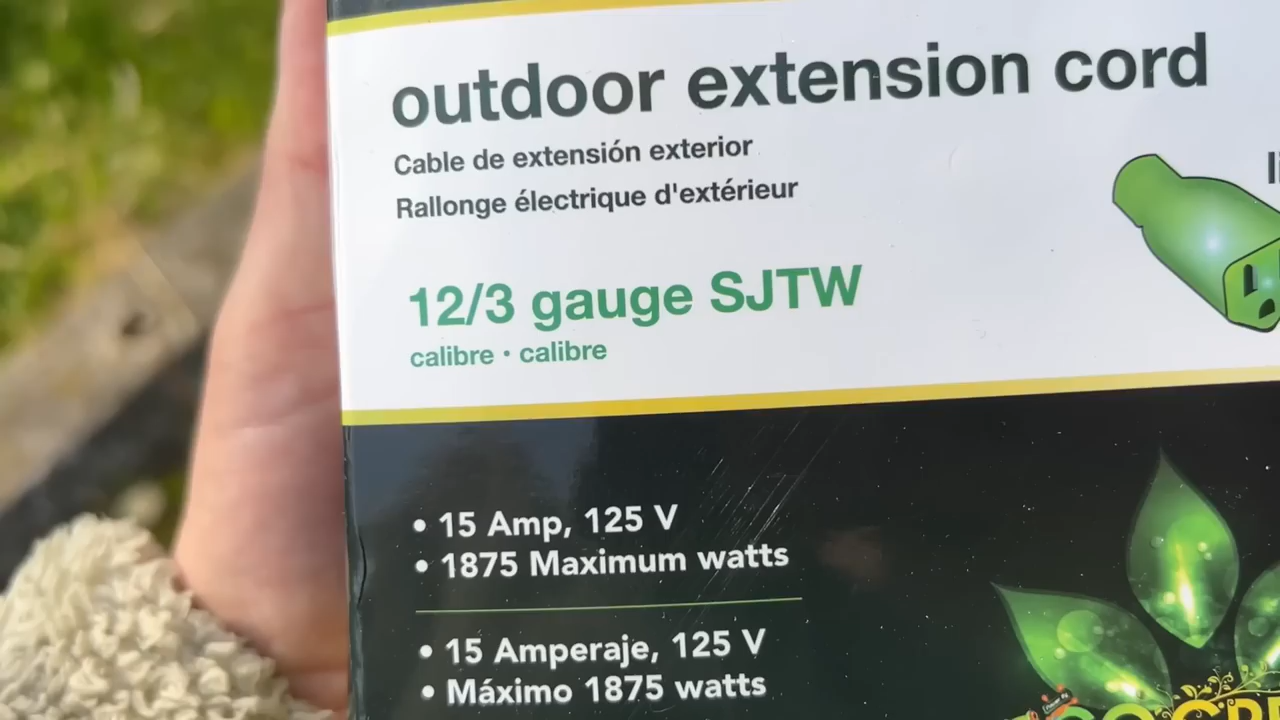 outdoor extension cord
Cable de extensión exterior
Rallonge électrique d'extérieur
12/3 gauge SJTW
calibre • calibre
• 15 Amp, 125 V
• 1875 Maximum watts
• 15 Amperaje, 125 V
• Máximo 1875 watts